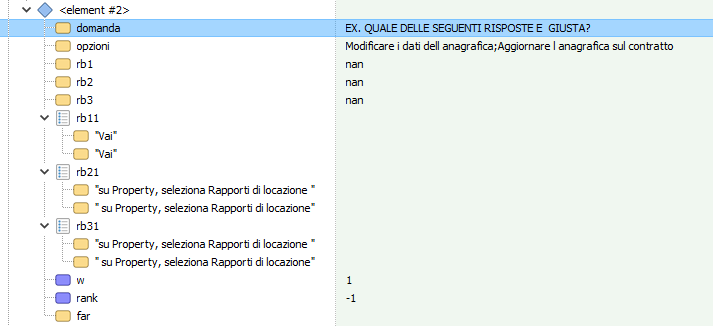 <element #2>
domanda EX. QUALE DELLE SEGUENTI RISPOSTE E  GIUSTA?
opzioni Modificare i dati dell anagrafica;Aggiornare l anagrafica sul contratto
rb1 nan
rb2 nan
rb3 nan
rb11
"Vai"
"Vai"
rb21
"su Property, seleziona Rapporti di locazione "
" su Property, seleziona Rapporti di locazione"
rb31
"su Property, seleziona Rapporti di locazione "
" su Property, seleziona Rapporti di locazione"
w 1
rank -1
far